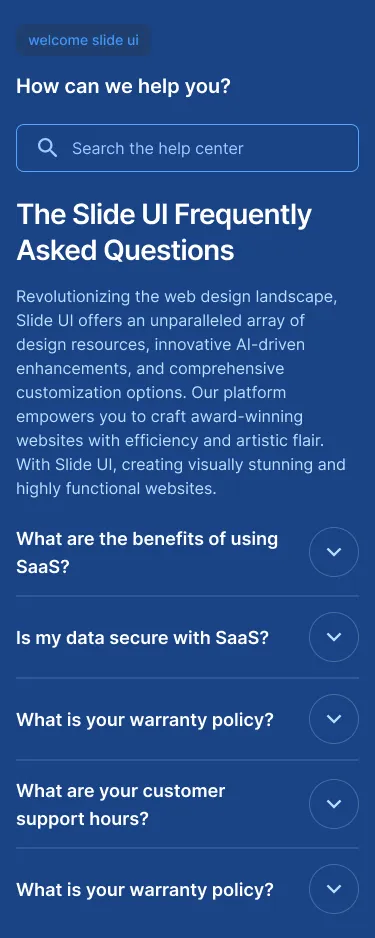 welcome slide ui
How can we help you?
Search the help center
The Slide UI Frequently
Asked Questions
Revolutionizing the web design landscape,
Slide UI offers an unparalleled array of
design resources, innovative AI-driven
enhancements, and comprehensive
customization options. Our platform
empowers you to craft award-winning
websites with efficiency and artistic flair.
With Slide UI, creating visually stunning and
highly functional websites.
What are the benefits of using
SaaS?
Is my data secure with SaaS?
What is your warranty policy?
What are your customer
support hours?
What is your warranty policy?